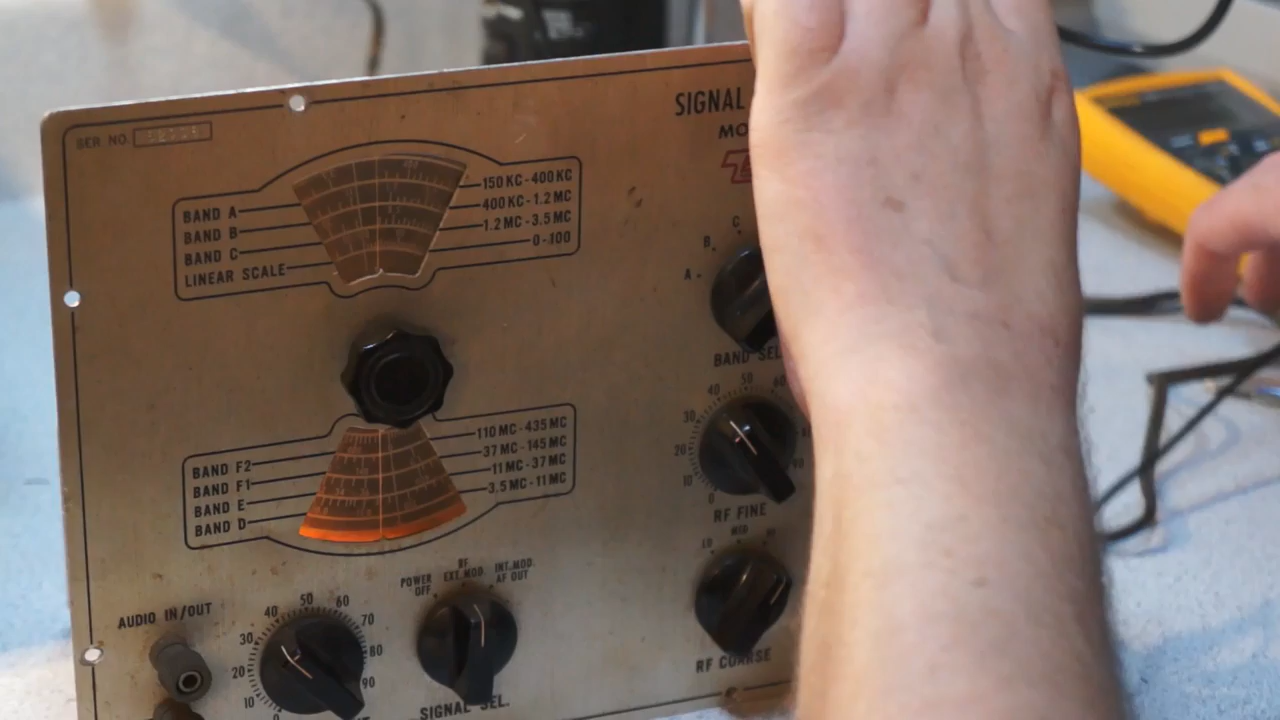 SIGNAL
MO
SER NO.
150 KC - 400 KC
400 KC - 1.2 MC
1.2 MC - 3.5 MC
0-100
BAND A
BAND B
BAND C
LINEAR SCALE
C
B
A
BAND SEL
110 MC - 435 MC
37 MC - 145 MC
11 MC - 37 MC
3.5 MC - 11 MC
BAND F2
BAND F1
BAND E
BAND D
0 10 20 30 40 50 60
RF FINE
LO MED HI
RF COARSE
POWER OFF
RF EXT. MOD.
INT. MOD. AF OUT
SIGNAL SEL.
AUDIO IN/OUT
10 20 30 40 50 60 70 80 90